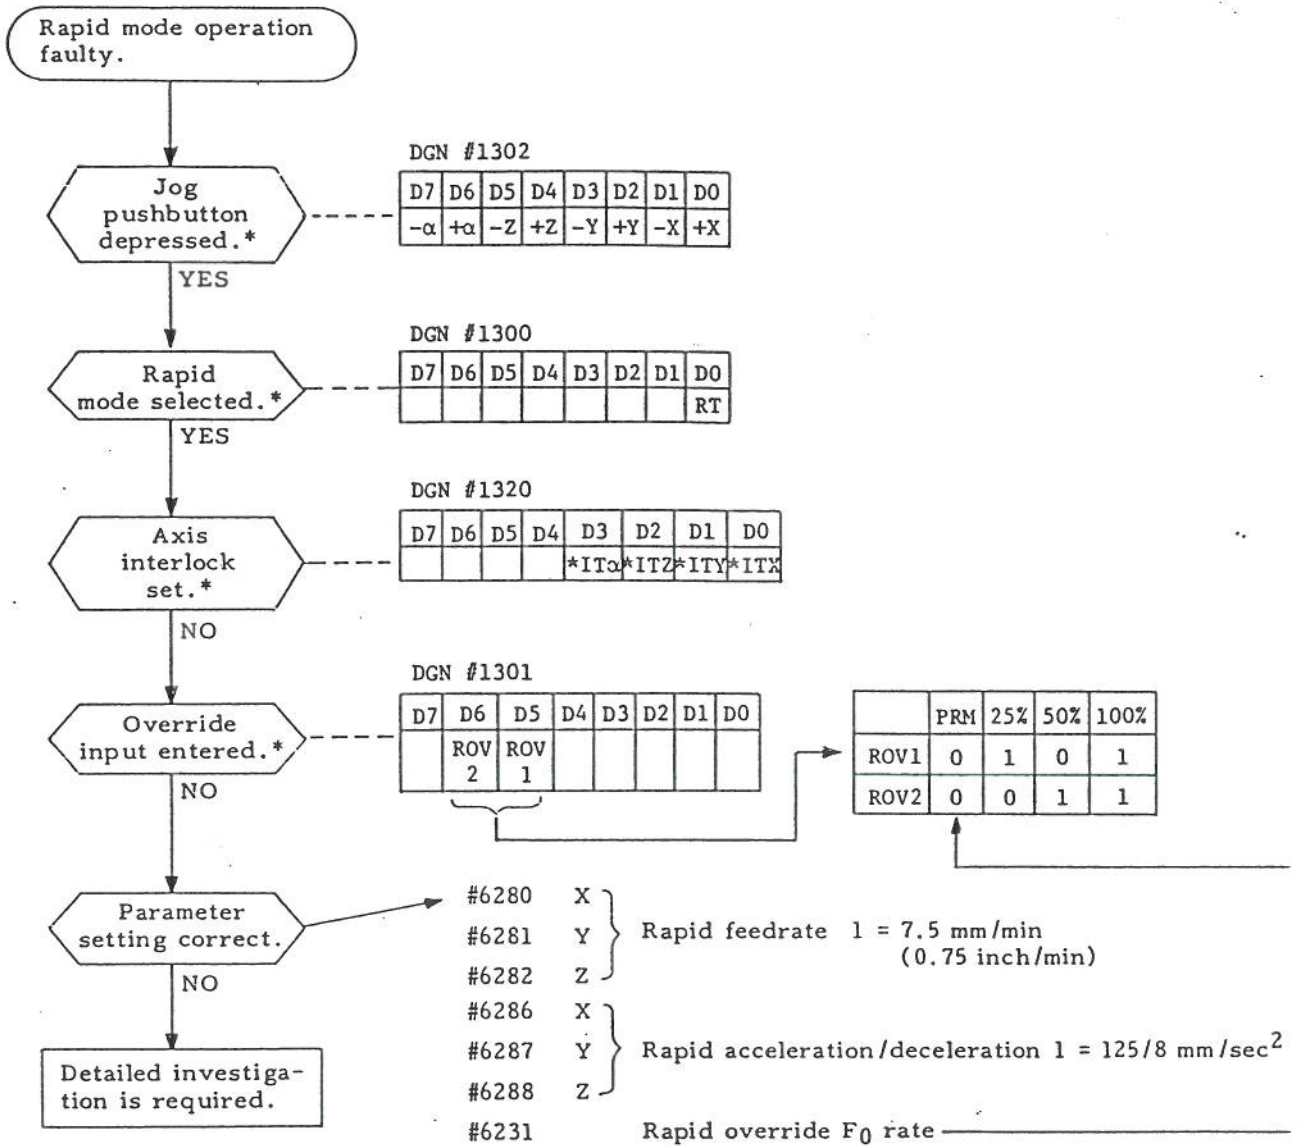 Rapid mode operation
faulty.
Jog
pushbutton
depressed.*
YES
DGN #1302
D7 D6 D5 D4 D3 D2 D1 D0
-α +α -Z +Z -Y +Y -X +X
Rapid
mode selected.*
YES
DGN #1300
D7 D6 D5 D4 D3 D2 D1 D0
RT
Axis
interlock
set.*
NO
DGN #1320
D7 D6 D5 D4 D3 D2 D1 D0
*ITα *ITZ *ITY *ITX
Override
input entered.*
NO
DGN #1301
D7 D6 D5 D4 D3 D2 D1 D0
ROV ROV
2 1
PRM 25% 50% 100%
ROV1 0 1 0 1
ROV2 0 0 1 1
Parameter
setting correct.
NO
#6280 X
#6281 Y
#6282 Z
Rapid feedrate 1 = 7.5 mm/min
(0.75 inch/min)
#6286 X
#6287 Y
#6288 Z
Rapid acceleration/deceleration 1 = 125/8 mm/sec²
#6231 Rapid override F₀ rate
Detailed investiga-
tion is required.